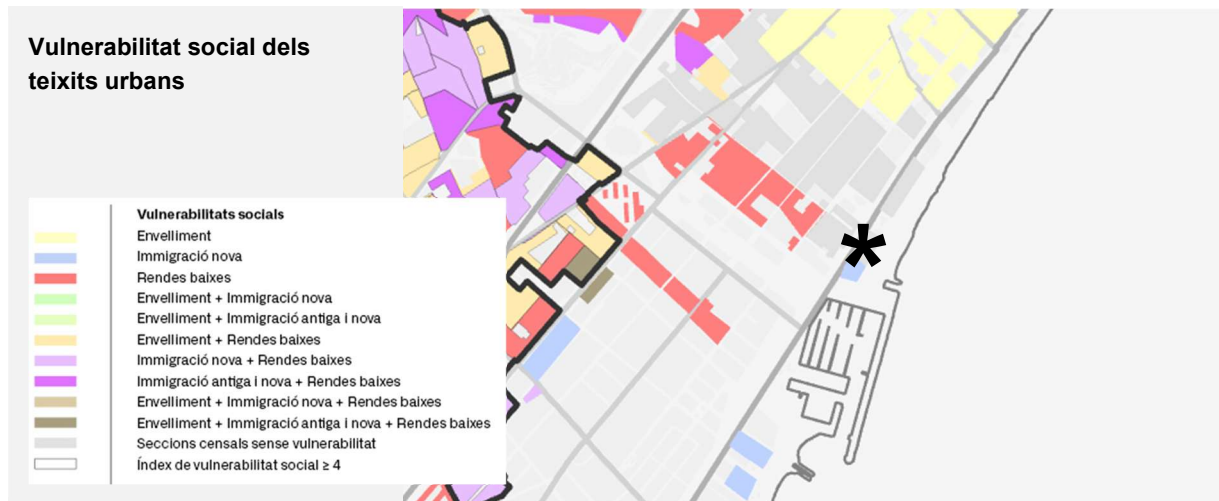 Vulnerabilitat social dels
teixits urbans
Vulnerabilitats socials
Envelliment
Immigració nova
Rendes baixes
Envelliment + Immigració nova
Envelliment + Immigració antiga i nova
Envelliment + Rendes baixes
Immigració nova + Rendes baixes
Immigració antiga i nova + Rendes baixes
Envelliment + Immigració nova + Rendes baixes
Envelliment + Immigració antiga i nova + Rendes baixes
Seccions censals sense vulnerabilitat
Índex de vulnerabilitat social ≥ 4
*